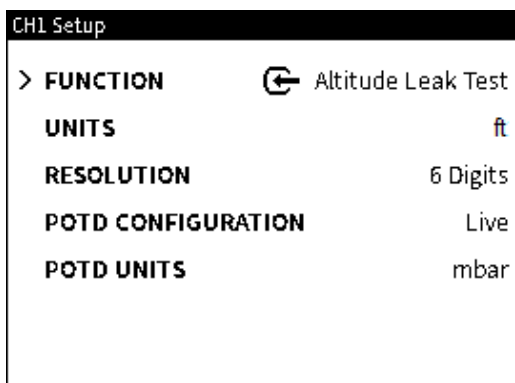 CH1 Setup
> FUNCTION Altitude Leak Test
UNITS ft
RESOLUTION 6 Digits
POTD CONFIGURATION Live
POTD UNITS mbar